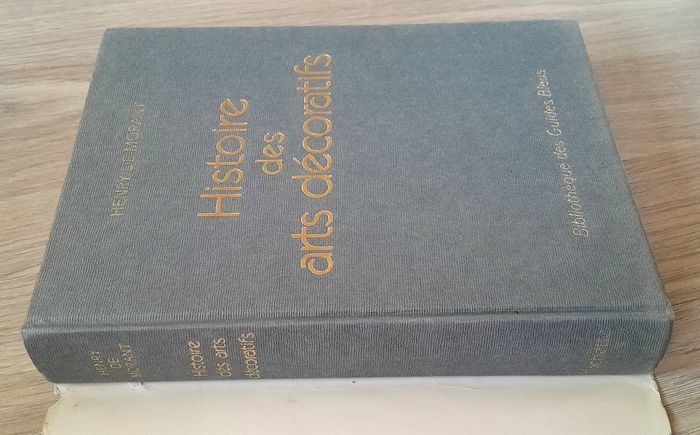 HENRY DE MORANT
Histoire
des
arts décoratifs
Bibliothèque des Guides Bleus
HENRY
DE
MORANT
Histoire
des arts
décoratifs
Hachette